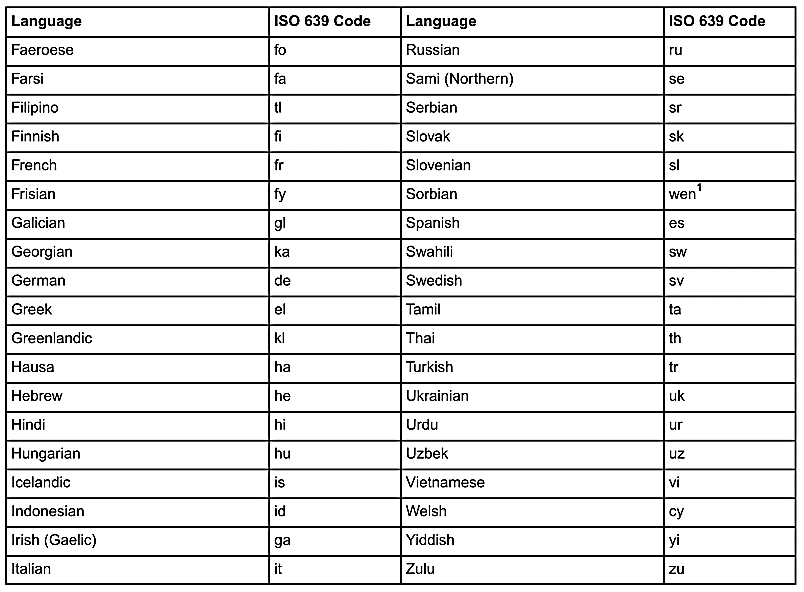 Language ISO 639 Code Language ISO 639 Code
Faeroese fo Russian ru
Farsi fa Sami (Northern) se
Filipino tl Serbian sr
Finnish fi Slovak sk
French fr Slovenian sl
Frisian fy Sorbian wen1
Galician gl Spanish es
Georgian ka Swahili sw
German de Swedish sv
Greek el Tamil ta
Greenlandic kl Thai th
Hausa ha Turkish tr
Hebrew he Ukrainian uk
Hindi hi Urdu ur
Hungarian hu Uzbek uz
Icelandic is Vietnamese vi
Indonesian id Welsh cy
Irish (Gaelic) ga Yiddish yi
Italian it Zulu zu